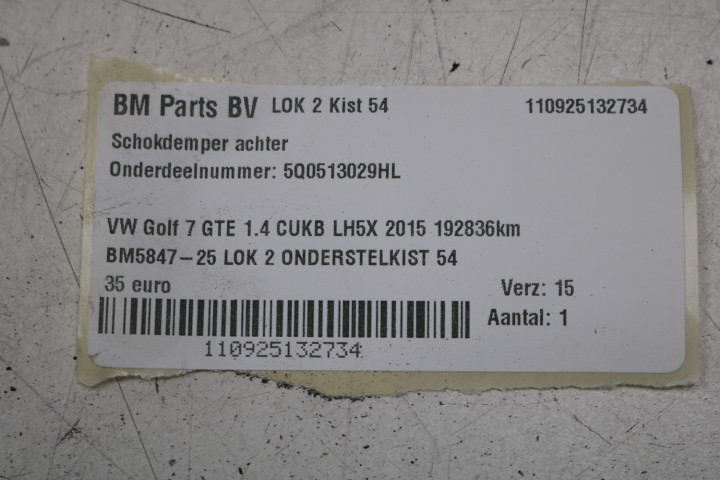 BM Parts BV LOK 2 Kist 54 110925132734
Schokdemper achter
Onderdeelnummer: 5Q0513029HL
VW Golf 7 GTE 1.4 CUKB LH5X 2015 192836km
BM5847-25 LOK 2 ONDERSTELKIST 54
35 euro Verz: 15
Aantal: 1
110925132734